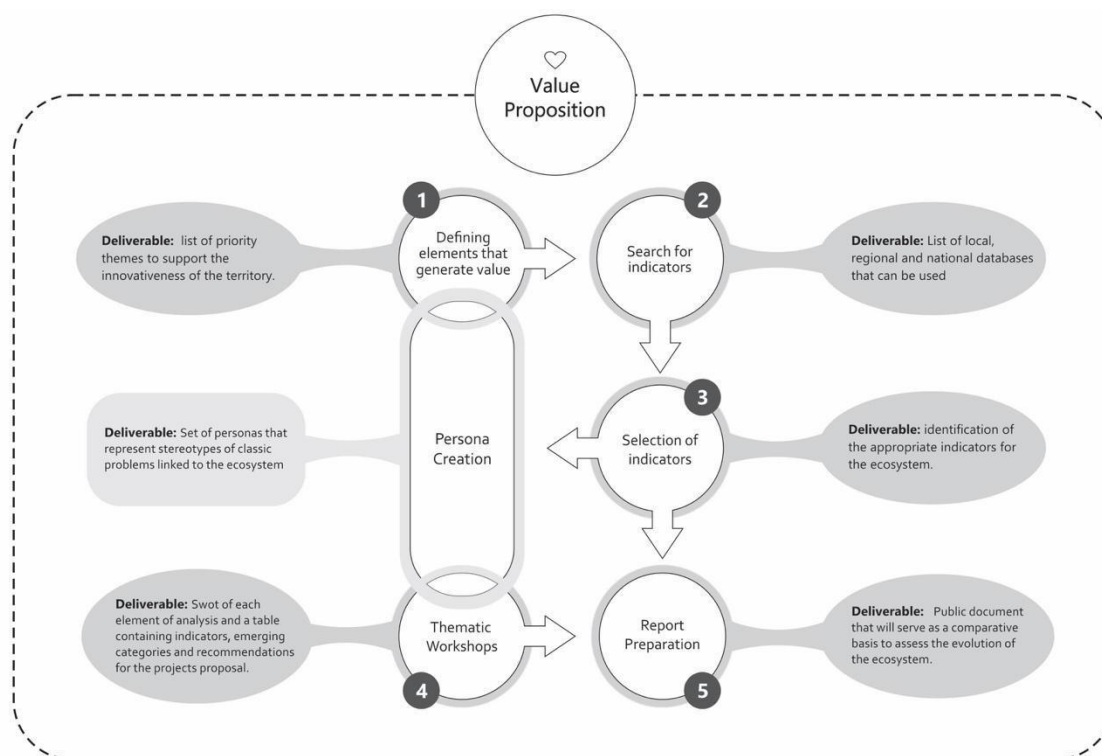 Value
Proposition
1
Defining
elements that
generate value
Deliverable: list of priority
themes to support the
innovativeness of the territory.
2
Search for
indicators
Deliverable: List of local,
regional and national databases
that can be used
3
Selection of
indicators
Deliverable: identification of
the appropriate indicators for
the ecosystem.
Persona
Creation
Deliverable: Set of personas that
represent stereotypes of classic
problems linked to the ecosystem
Thematic
Workshops
4
Deliverable: Swot of each
element of analysis and a table
containing indicators, emerging
categories and recommendations
for the projects proposal.
Report
Preparation
5
Deliverable: Public document
that will serve as a comparative
basis to assess the evolution of
the ecosystem.